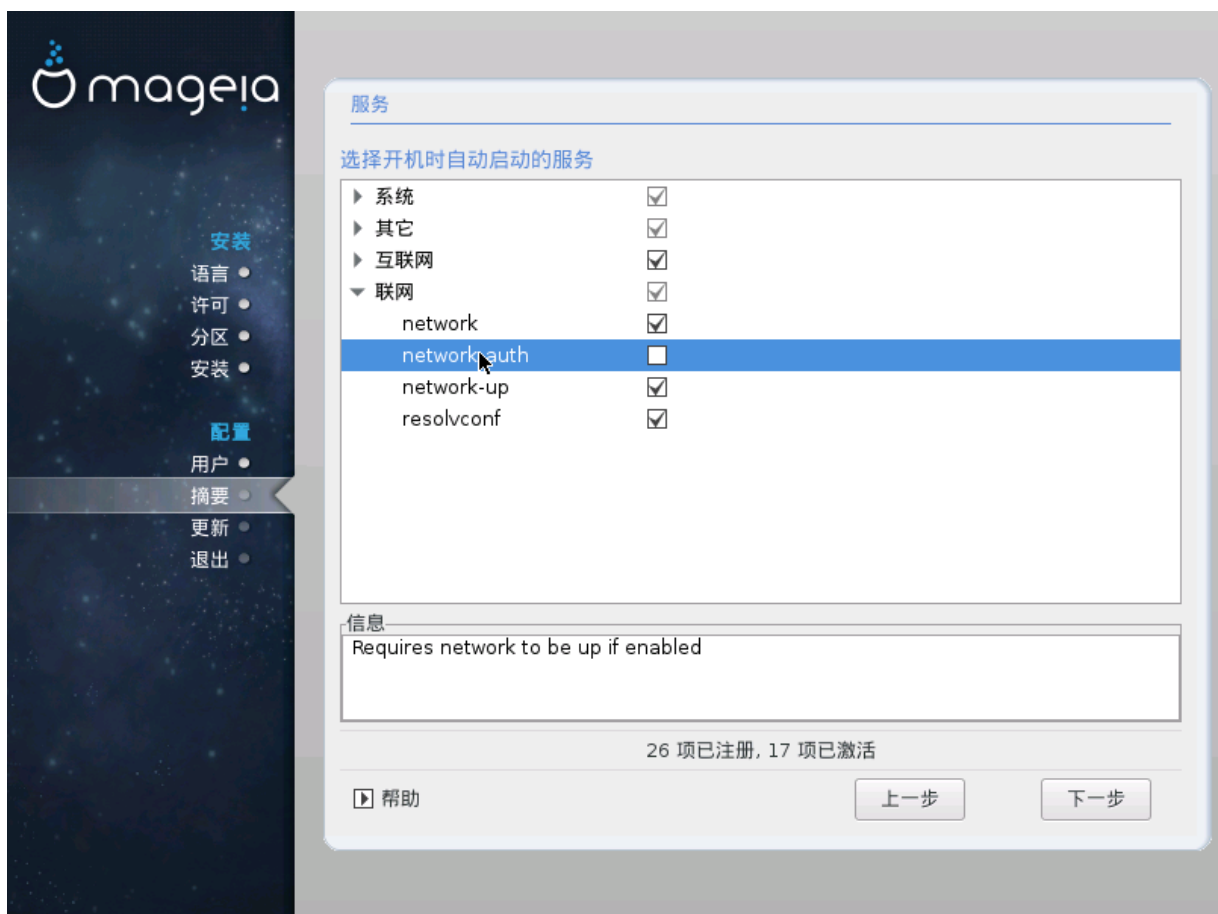 mageia
安装
语言
许可
分区
安装
配置
用户
摘要
更新
退出
服务
选择开机时自动启动的服务
系统
其它
互联网
联网
network
network-auth
network-up
resolvconf
信息
Requires network to be up if enabled
26 项已注册, 17 项已激活
帮助
上一步
下一步